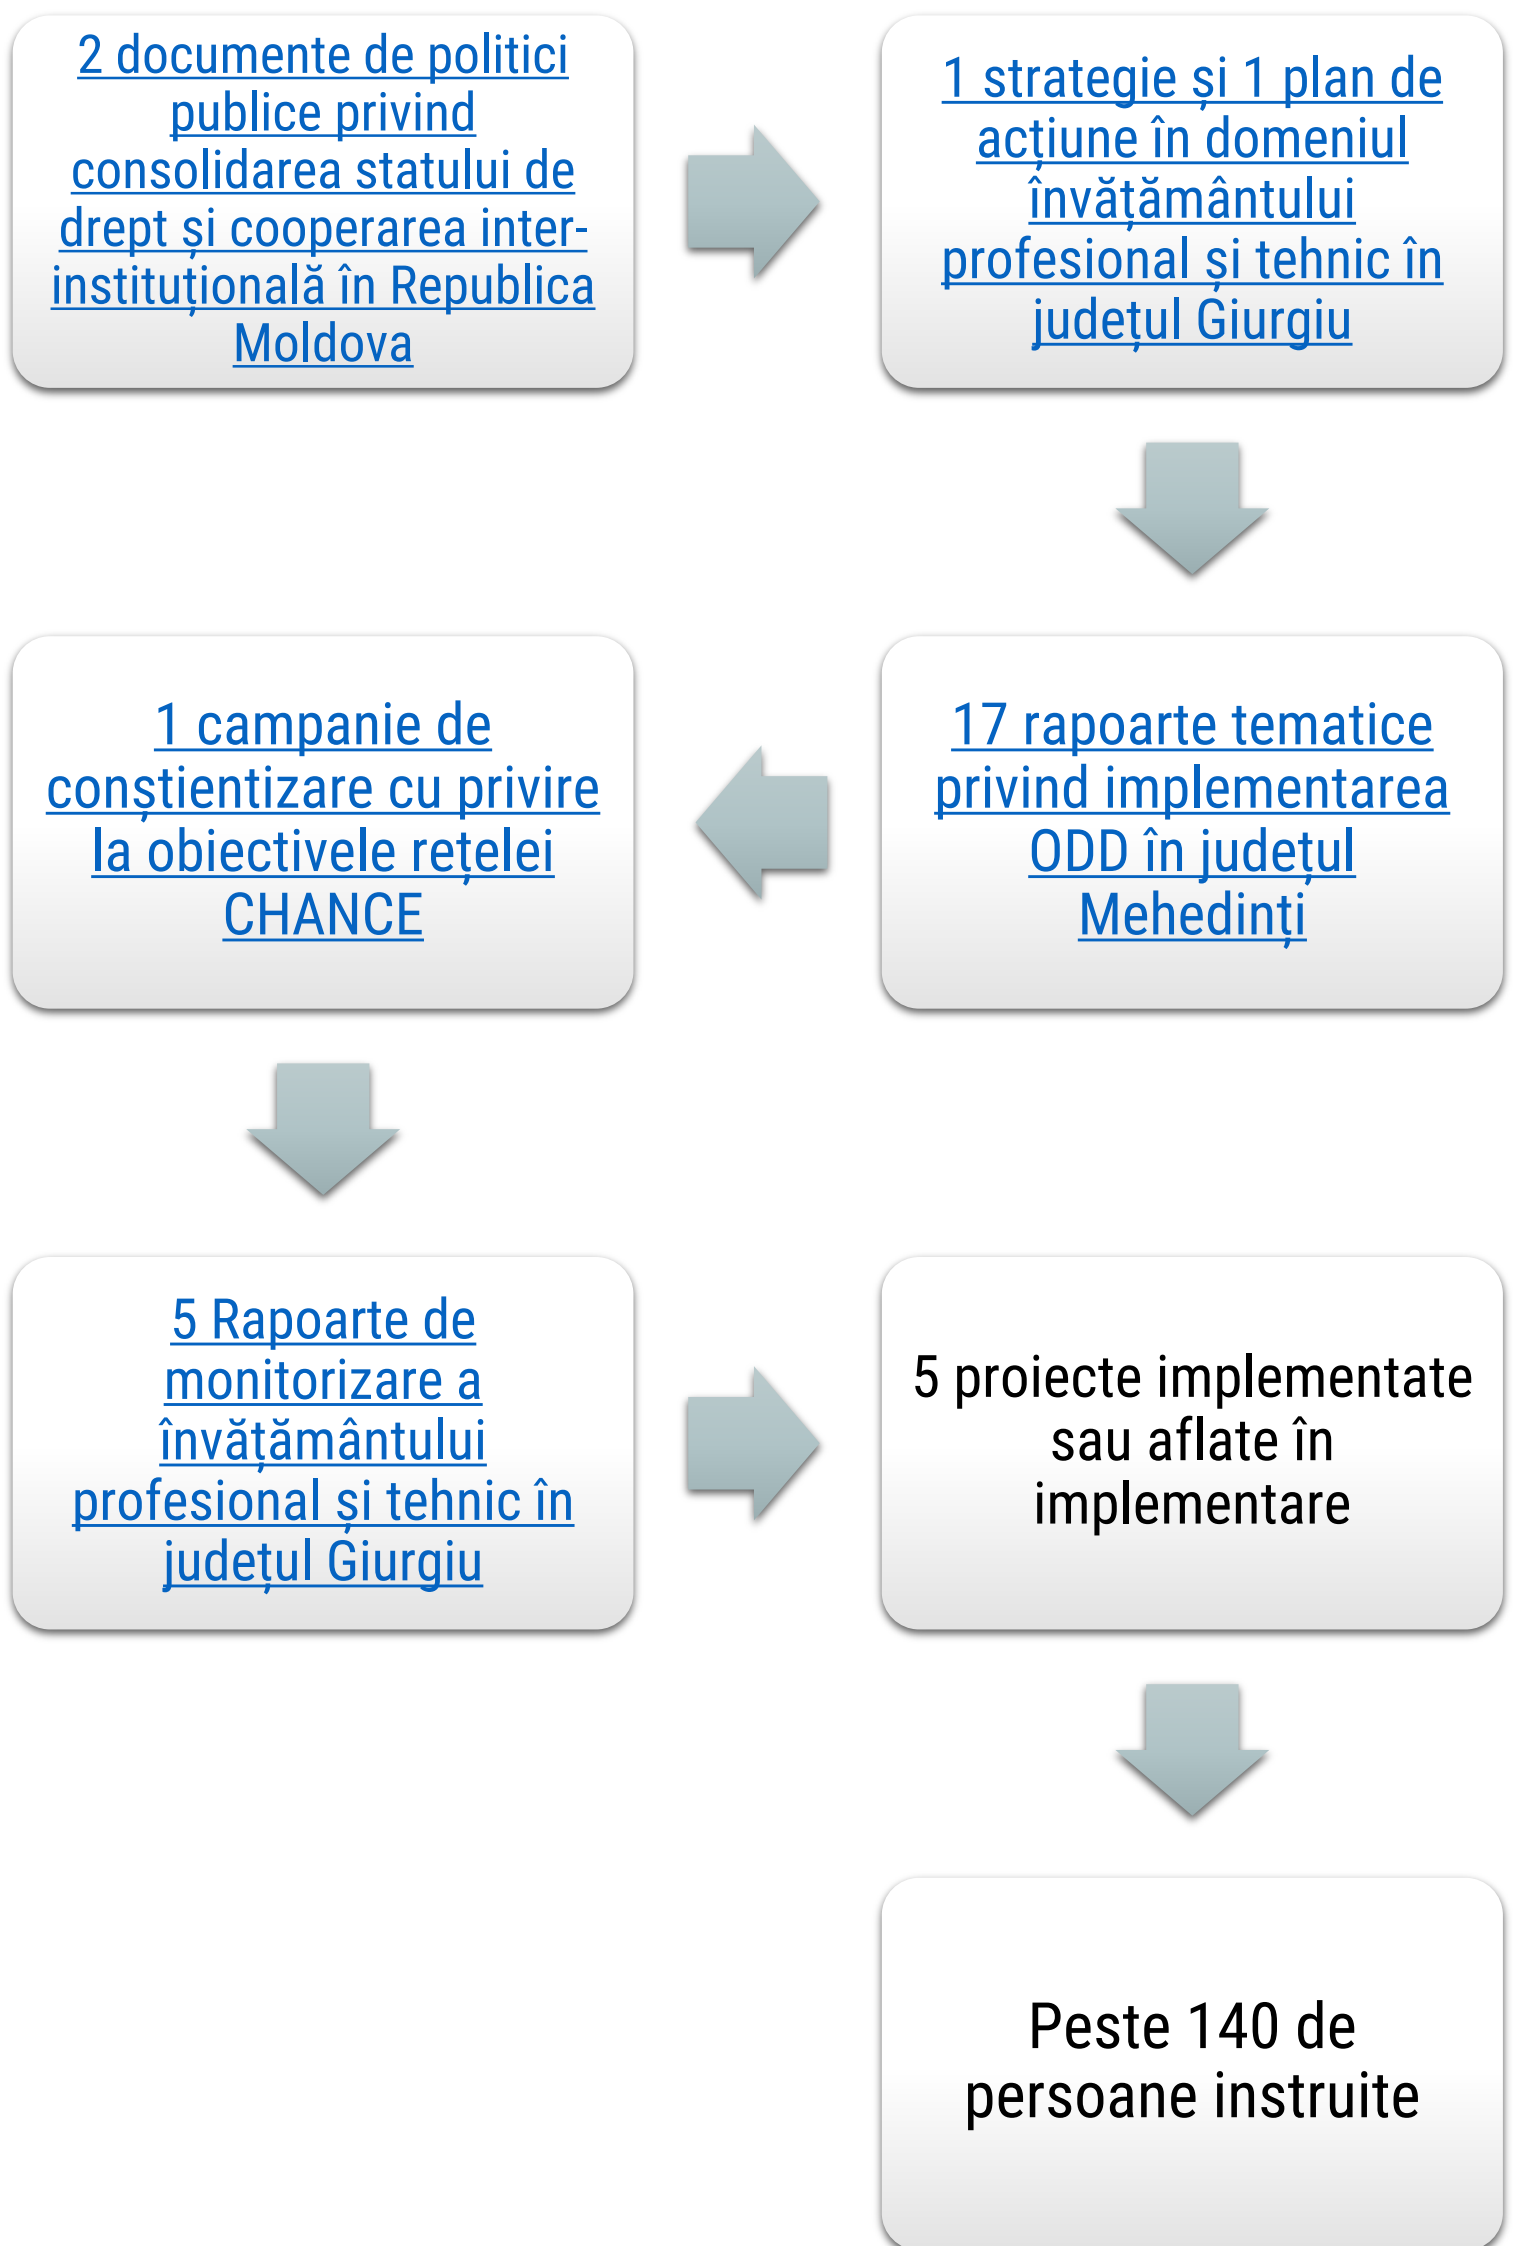 2 documente de politici
publice privind
consolidarea statului de
drept și cooperarea inter-
instituțională în Republica
Moldova
1 strategie și 1 plan de
acțiune în domeniul
învățământului
profesional și tehnic în
județul Giurgiu
17 rapoarte tematice
privind implementarea
ODD în județul
Mehedinți
1 campanie de
conștientizare cu privire
la obiectivele rețelei
CHANCE
5 Rapoarte de
monitorizare a
învățământului
profesional și tehnic în
județul Giurgiu
5 proiecte implementate
sau aflate în
implementare
Peste 140 de
persoane instruite